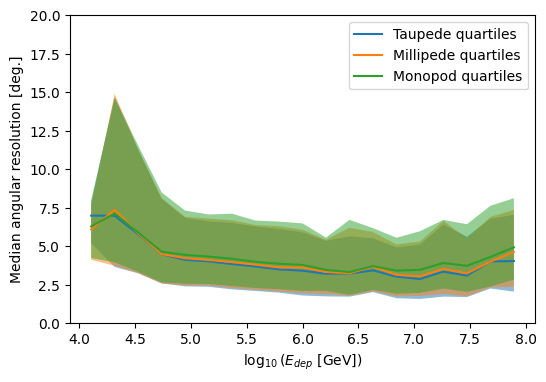 20.0
17.5
15.0
12.5
10.0
7.5
5.0
2.5
0.0
Median angular resolution [deg.]
Taupede quartiles
Millipede quartiles
Monopod quartiles
4.0 4.5 5.0 5.5 6.0 6.5 7.0 7.5 8.0
log₁₀(E_dep [GeV])